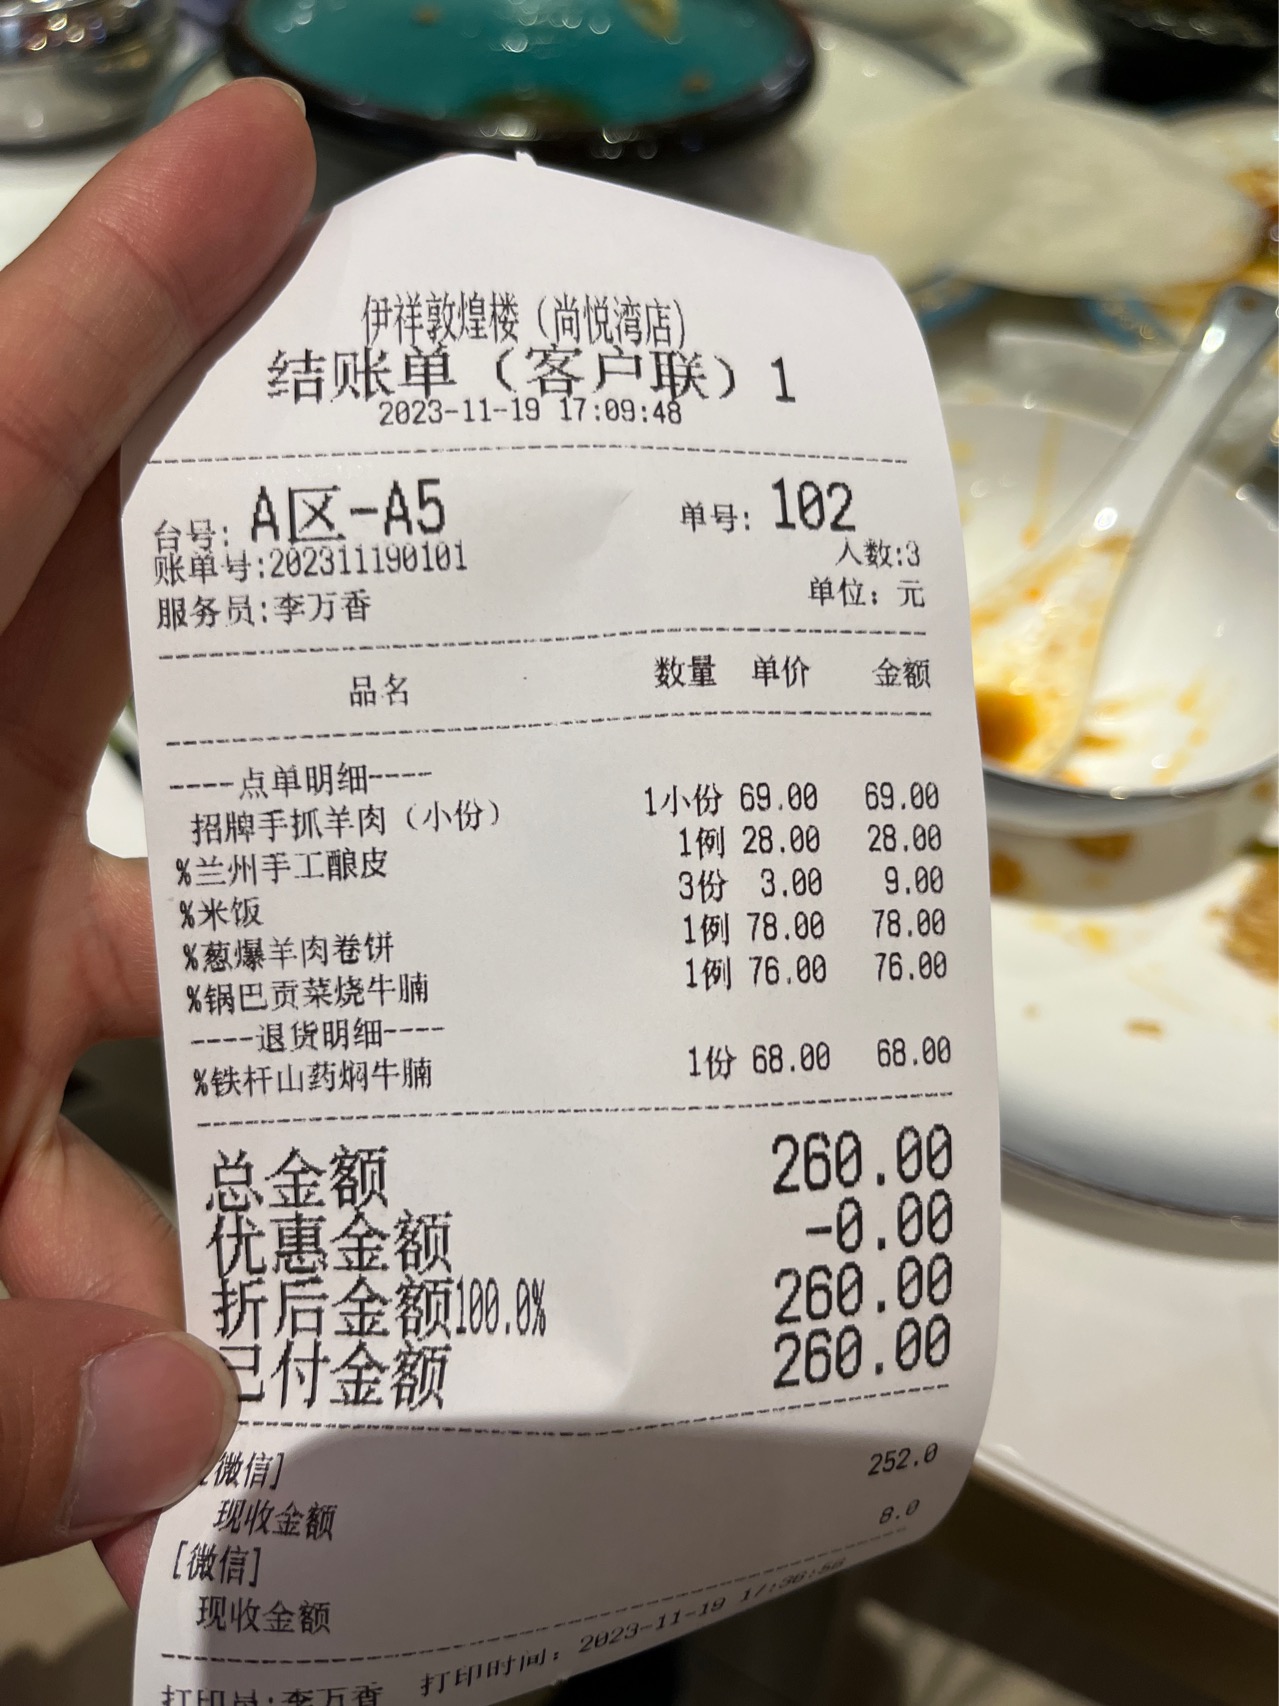 伊祥敦煌楼（尚悦湾店）
结账单（客户联）1
2023-11-19 17:09:48
台号: A区-A5 单号: 102
账单号:202311190101 人数:3
服务员:李万香 单位: 元
品名 数量 单价 金额
----点单明细----
招牌手抓羊肉（小份） 1小份 69.00 69.00
%兰州手工酿皮 1例 28.00 28.00
%米饭 3份 3.00 9.00
%葱爆羊肉卷饼 1例 78.00 78.00
%锅巴贡菜烧牛腩 1例 76.00 76.00
----退货明细----
%铁杆山药焖牛腩 1份 68.00 68.00
总金额 260.00
优惠金额 -0.00
折后金额100.0% 260.00
已付金额 260.00
[微信]
现收金额 252.0
[微信]
现收金额 8.0
打印员:李万香 打印时间: 2023-11-19 17:36:56